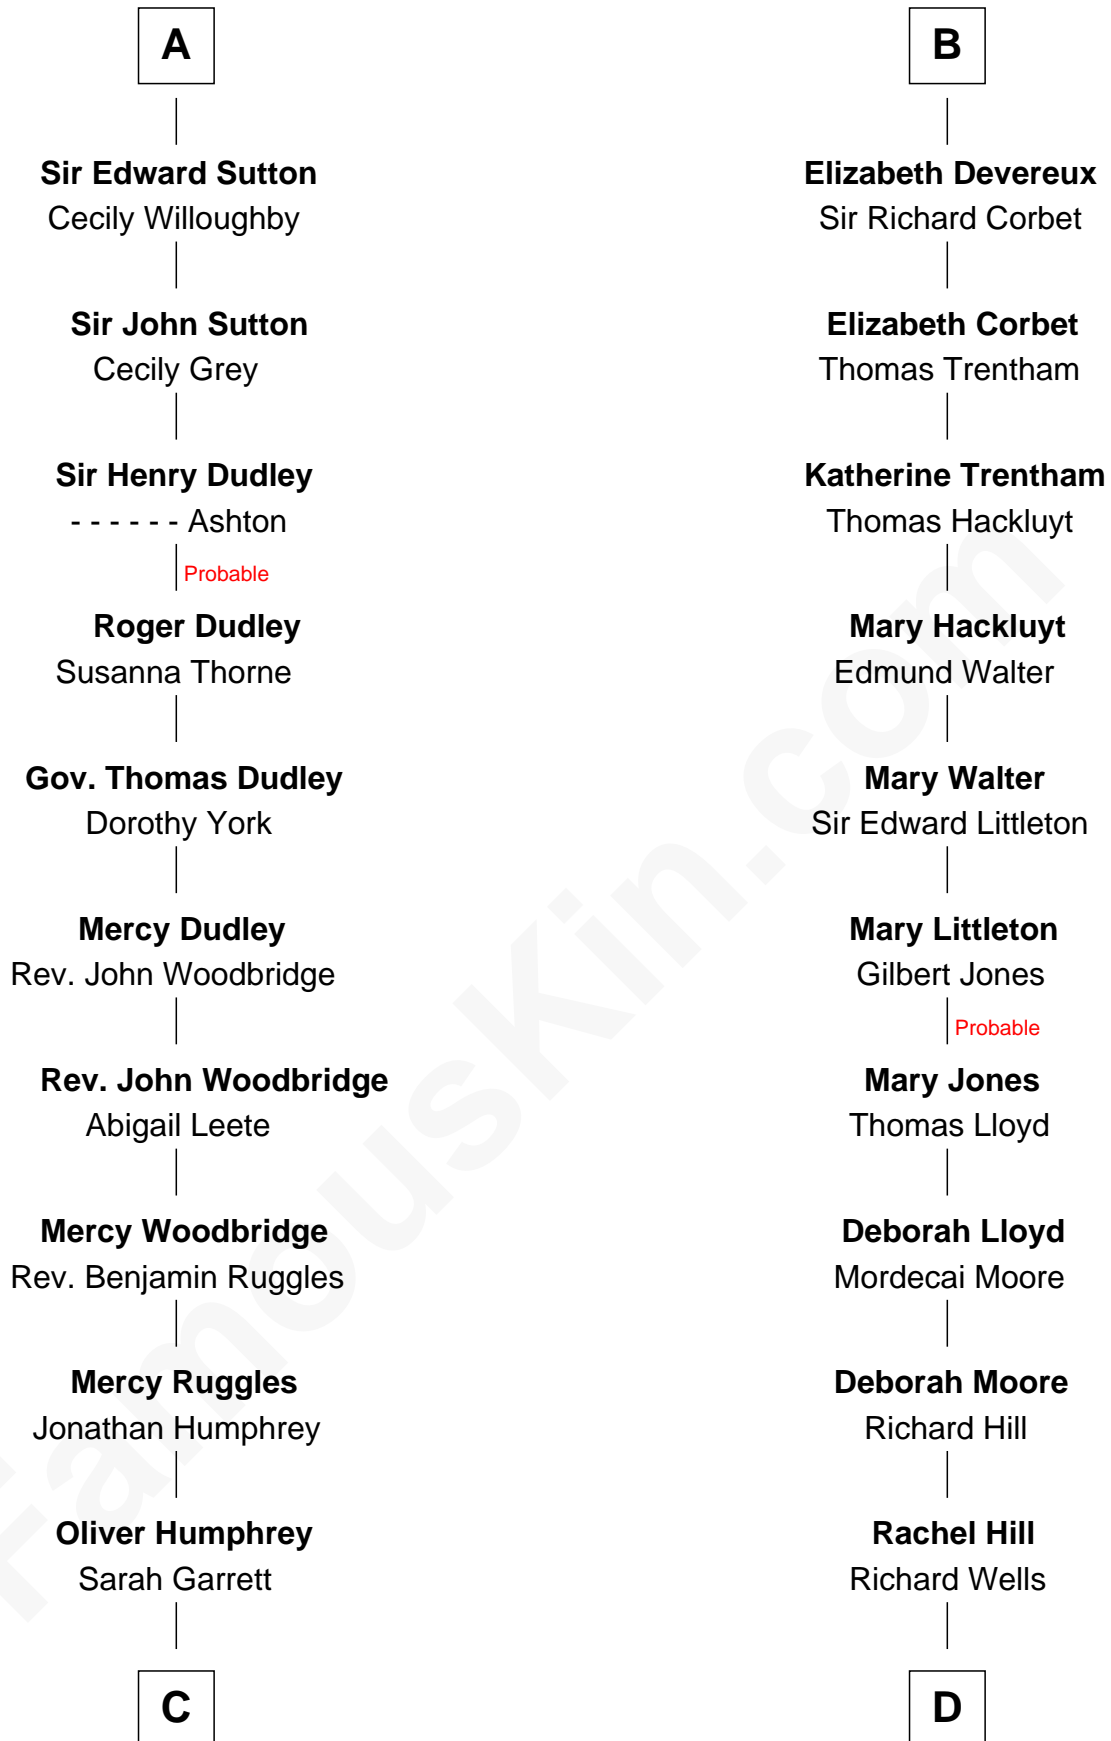 A
Sir Edward Sutton
Cecily Willoughby
Sir John Sutton
Cecily Grey
Sir Henry Dudley
- - - - - - Ashton
Probable
Roger Dudley
Susanna Thorne
Gov. Thomas Dudley
Dorothy York
Mercy Dudley
Rev. John Woodbridge
Rev. John Woodbridge
Abigail Leete
Mercy Woodbridge
Rev. Benjamin Ruggles
Mercy Ruggles
Jonathan Humphrey
Oliver Humphrey
Sarah Garrett
C
B
Elizabeth Devereux
Sir Richard Corbet
Elizabeth Corbet
Thomas Trentham
Katherine Trentham
Thomas Hackluyt
Mary Hackluyt
Edmund Walter
Mary Walter
Sir Edward Littleton
Mary Littleton
Gilbert Jones
Probable
Mary Jones
Thomas Lloyd
Deborah Lloyd
Mordecai Moore
Deborah Moore
Richard Hill
Rachel Hill
Richard Wells
D
FamousKin.com